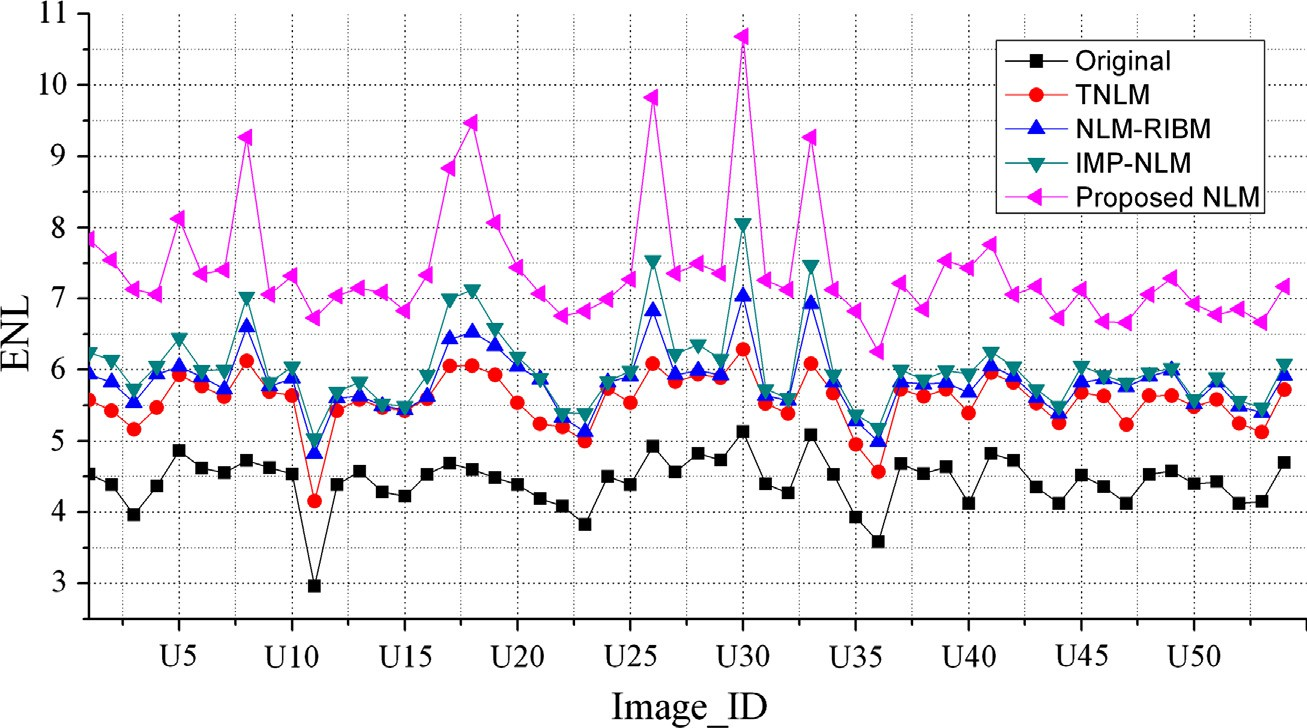 11
10
9
8
7
6
5
4
3
ENL
Original
TNLM
NLM-RIBM
IMP-NLM
Proposed NLM
U5 U10 U15 U20 U25 U30 U35 U40 U45 U50
Image_ID